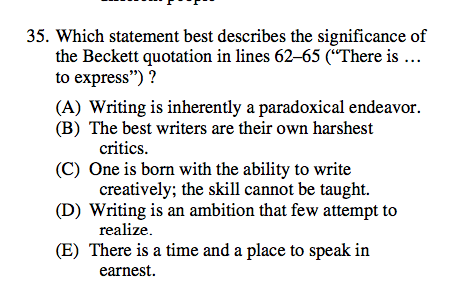 35. Which statement best describes the significance of
the Beckett quotation in lines 62–65 (“There is …
to express”) ?
(A) Writing is inherently a paradoxical endeavor.
(B) The best writers are their own harshest
critics.
(C) One is born with the ability to write
creatively; the skill cannot be taught.
(D) Writing is an ambition that few attempt to
realize.
(E) There is a time and a place to speak in
earnest.